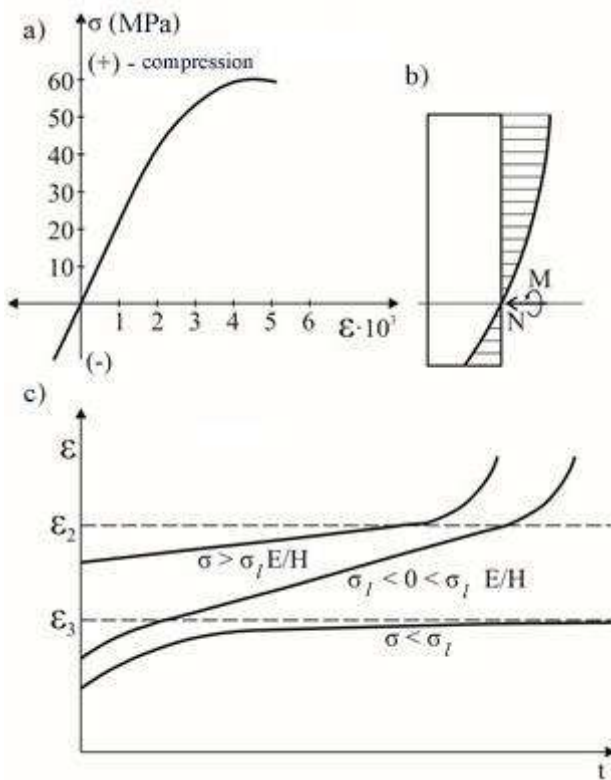 a)
σ (MPa)
(+) - compression
60
50
40
30
20
10
1 2 3 4 5 6
ε·10³
(-)
b)
M
N
c)
ε
ε₂
σ > σₗ E/H
σₗ < 0 < σₗ E/H
ε₃
σ < σₗ
t